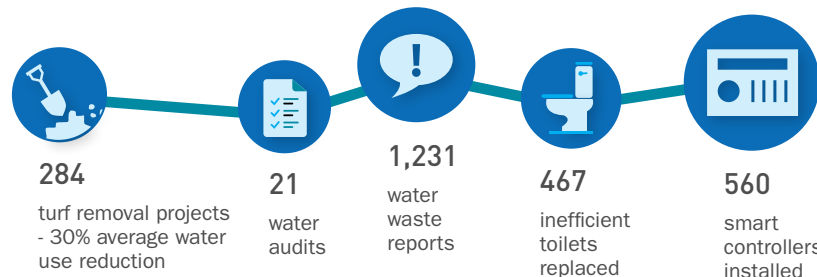 284
turf removal projects
- 30% average water
use reduction
21
water
audits
1,231
water
waste
reports
467
inefficient
toilets
replaced
560
smart
controllers
installed